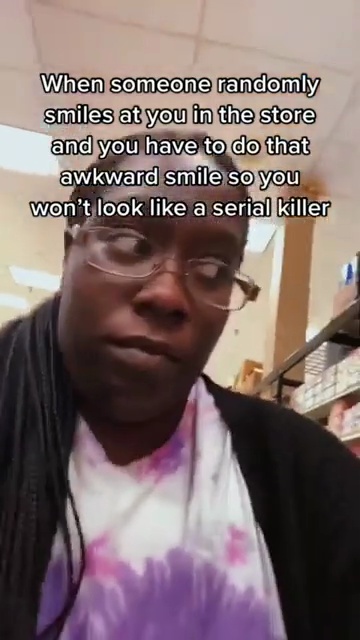 When someone randomly
smiles at you in the store
and you have to do that
awkward smile so you
won't look like a serial killer